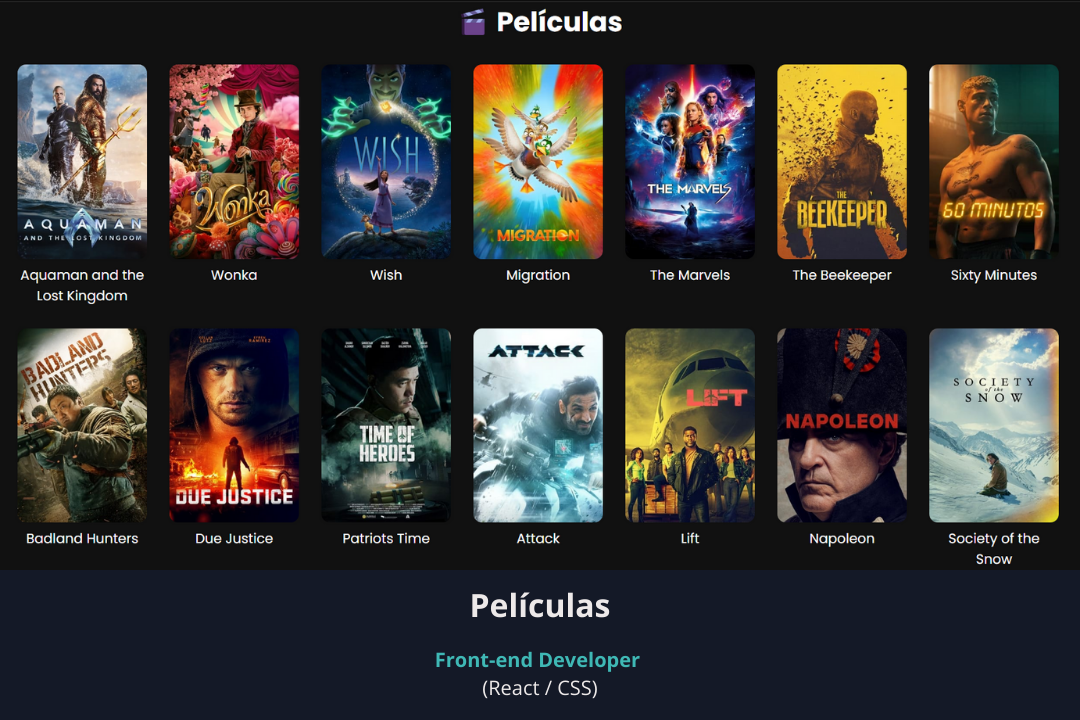 🎬 Películas
AQUAMAN
AND THE LOST KINGDOM
Wonka
WISH
MIGRATION
THE MARVELS
THE
BEEKEEPER
60 MINUTOS
Aquaman and the
Lost Kingdom
Wonka
Wish
Migration
The Marvels
The Beekeeper
Sixty Minutes
BADLAND
HUNTERS
DUE JUSTICE
TIME OF
HEROES
ATTACK
LIFT
NAPOLEON
SOCIETY
of the
SNOW
Badland Hunters
Due Justice
Patriots Time
Attack
Lift
Napoleon
Society of the
Snow
Películas
Front-end Developer
(React / CSS)